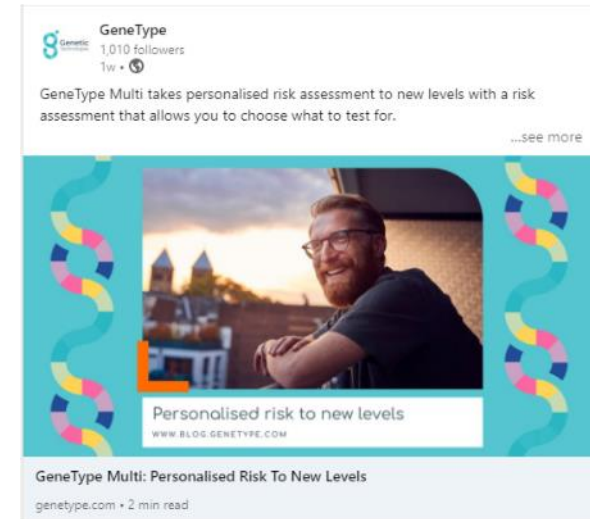 GeneType
Genetic
Technologies
1,010 followers
1w •
GeneType Multi takes personalised risk assessment to new levels with a risk
assessment that allows you to choose what to test for.
...see more
Personalised risk to new levels
WWW.BLOG.GENETYPE.COM
GeneType Multi: Personalised Risk To New Levels
genetype.com • 2 min read